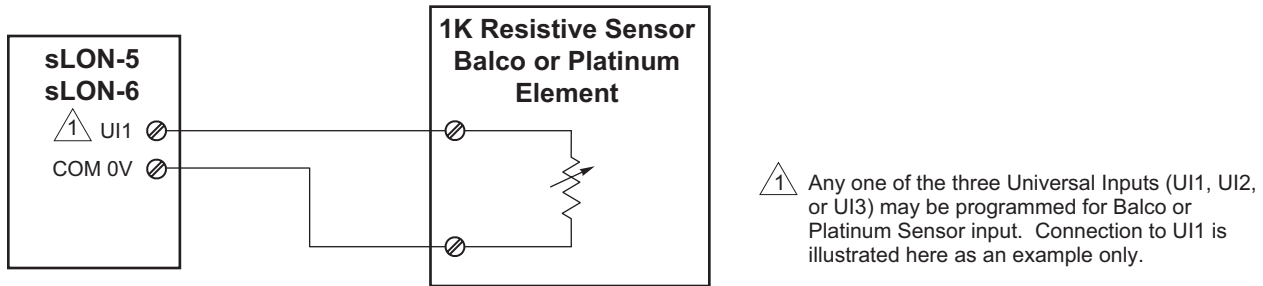 sLON-5
sLON-6
1 UI1
COM 0V
1K Resistive Sensor
Balco or Platinum
Element
1 Any one of the three Universal Inputs (UI1, UI2,
or UI3) may be programmed for Balco or
Platinum Sensor input. Connection to UI1 is
illustrated here as an example only.